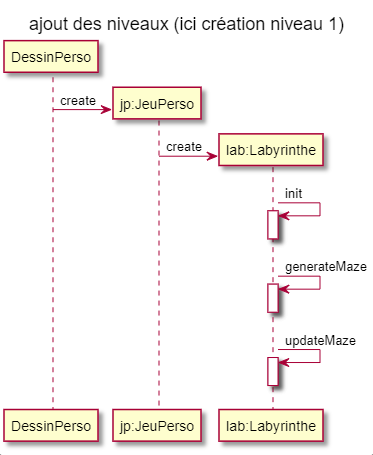 ajout des niveaux (ici création niveau 1)
DessinPerso
create
jp:JeuPerso
create
lab:Labyrinthe
init
generateMaze
updateMaze
DessinPerso
jp:JeuPerso
lab:Labyrinthe